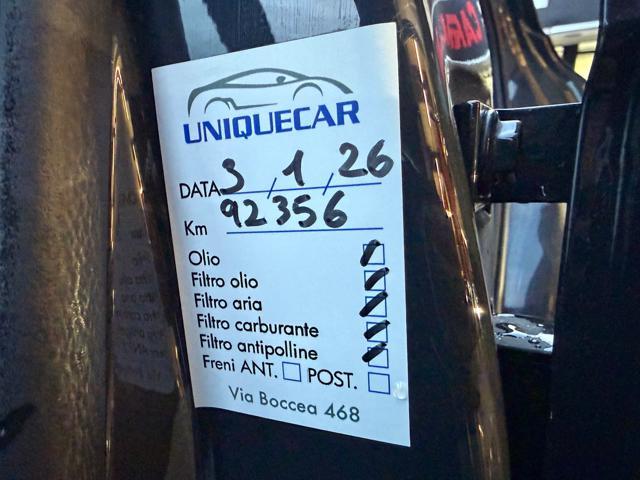 UNIQUECAR
DATA 3/1/26
Km 92356
Olio
Filtro olio
Filtro aria
Filtro carburante
Filtro antipolline
Freni ANT. POST.
Via Boccea 468